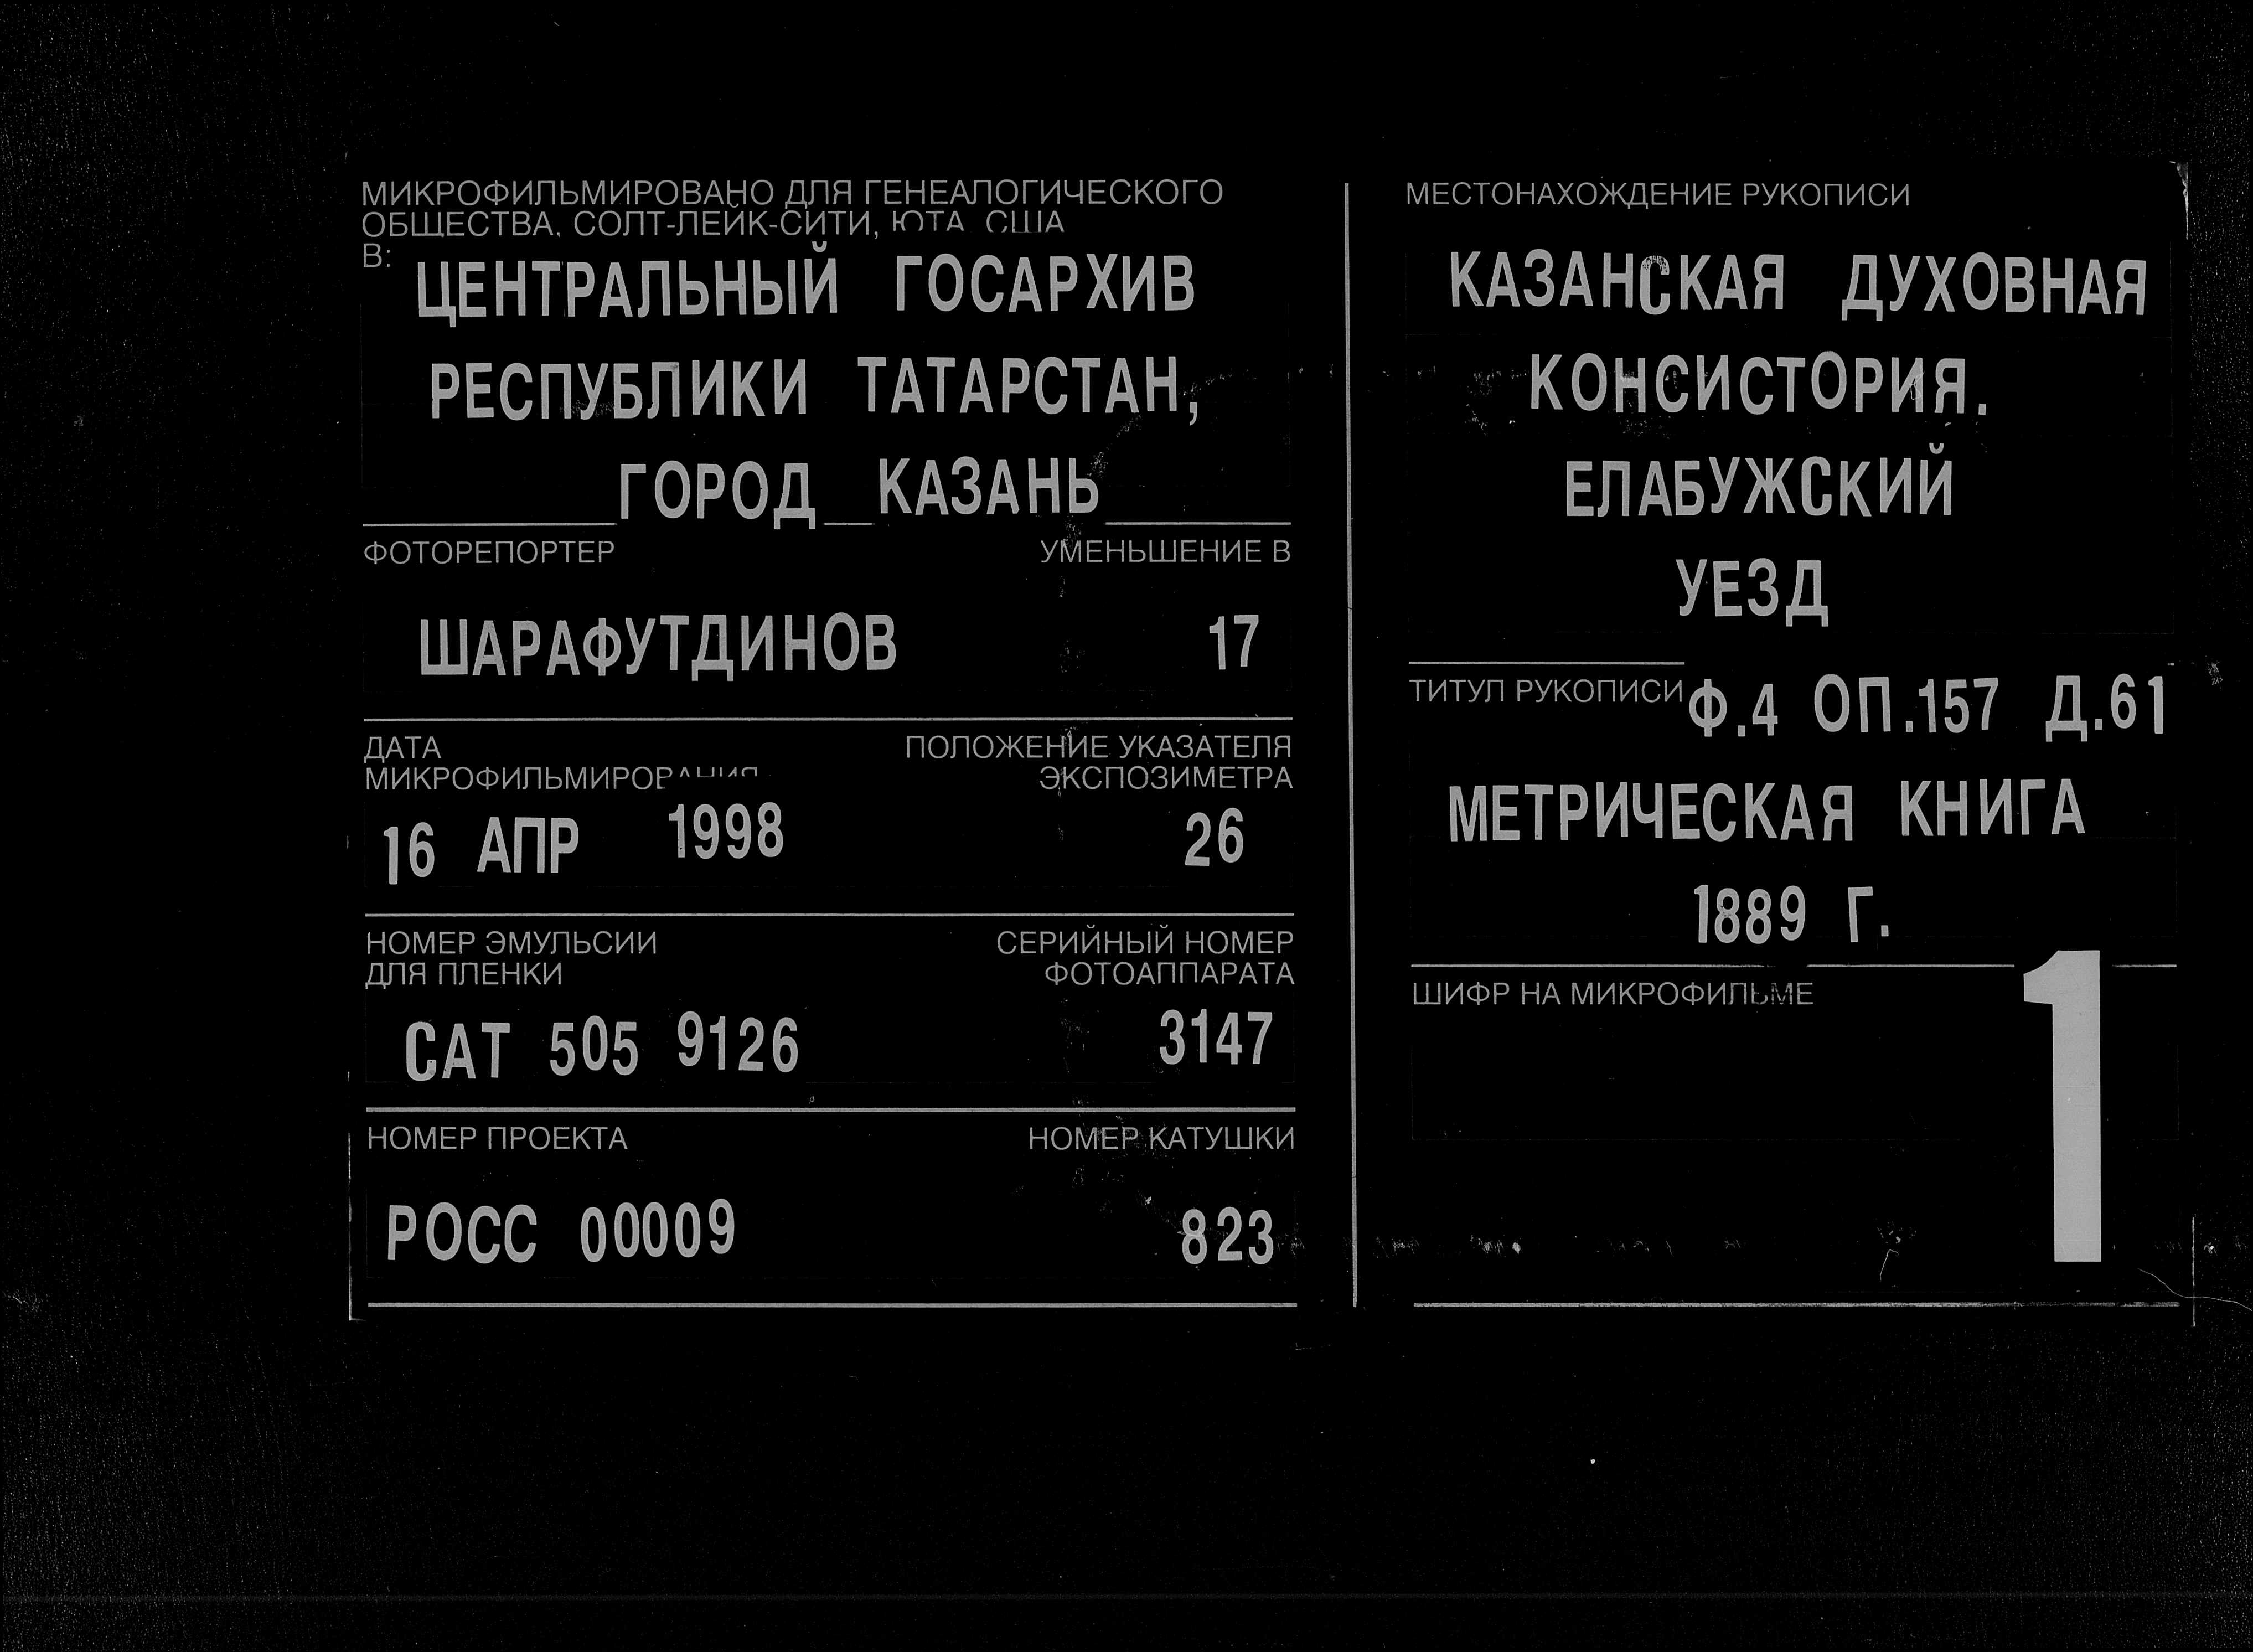 МИКРОФИЛЬМИРОВАНО ДЛЯ ГЕНЕАЛОГИЧЕСКОГО
ОБЩЕСТВА, СОЛТ-ЛЕЙК-СИТИ, ЮТА США
В:
ЦЕНТРАЛЬНЫЙ ГОСАРХИВ
РЕСПУБЛИКИ ТАТАРСТАН,
ГОРОД КАЗАНЬ
ФОТОРЕПОРТЕР УМЕНЬШЕНИЕ В
ШАРАФУТДИНОВ 17
ДАТА ПОЛОЖЕНИЕ УКАЗАТЕЛЯ
МИКРОФИЛЬМИРОВАНИЯ ЭКСПОЗИМЕТРА
16 АПР 1998 26
НОМЕР ЭМУЛЬСИИ СЕРИЙНЫЙ НОМЕР
ДЛЯ ПЛЕНКИ ФОТОАППАРАТА
САТ 505 9126 3147
НОМЕР ПРОЕКТА НОМЕР КАТУШКИ
РОСС 00009 823
МЕСТОНАХОЖДЕНИЕ РУКОПИСИ
КАЗАНСКАЯ ДУХОВНАЯ
КОНСИСТОРИЯ.
ЕЛАБУЖСКИЙ
УЕЗД
ТИТУЛ РУКОПИСИ Ф.4 ОП.157 Д.61
МЕТРИЧЕСКАЯ КНИГА
1889 Г.
ШИФР НА МИКРОФИЛЬМЕ
1